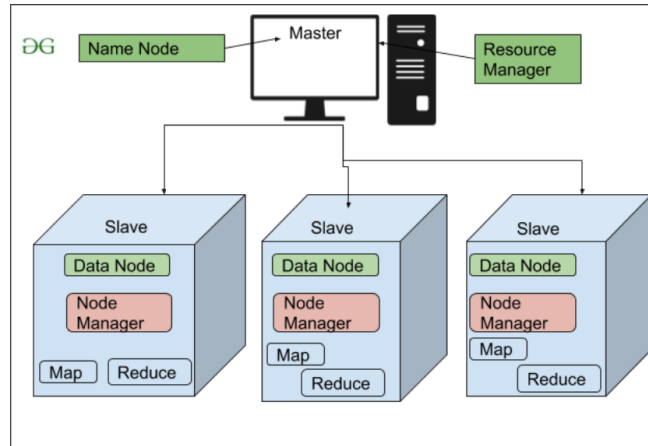 GG
Name Node
Master
Resource
Manager
Slave
Slave
Slave
Data Node
Data Node
Data Node
Node
Manager
Node
Manager
Node
Manager
Map
Reduce
Map
Reduce
Map
Reduce